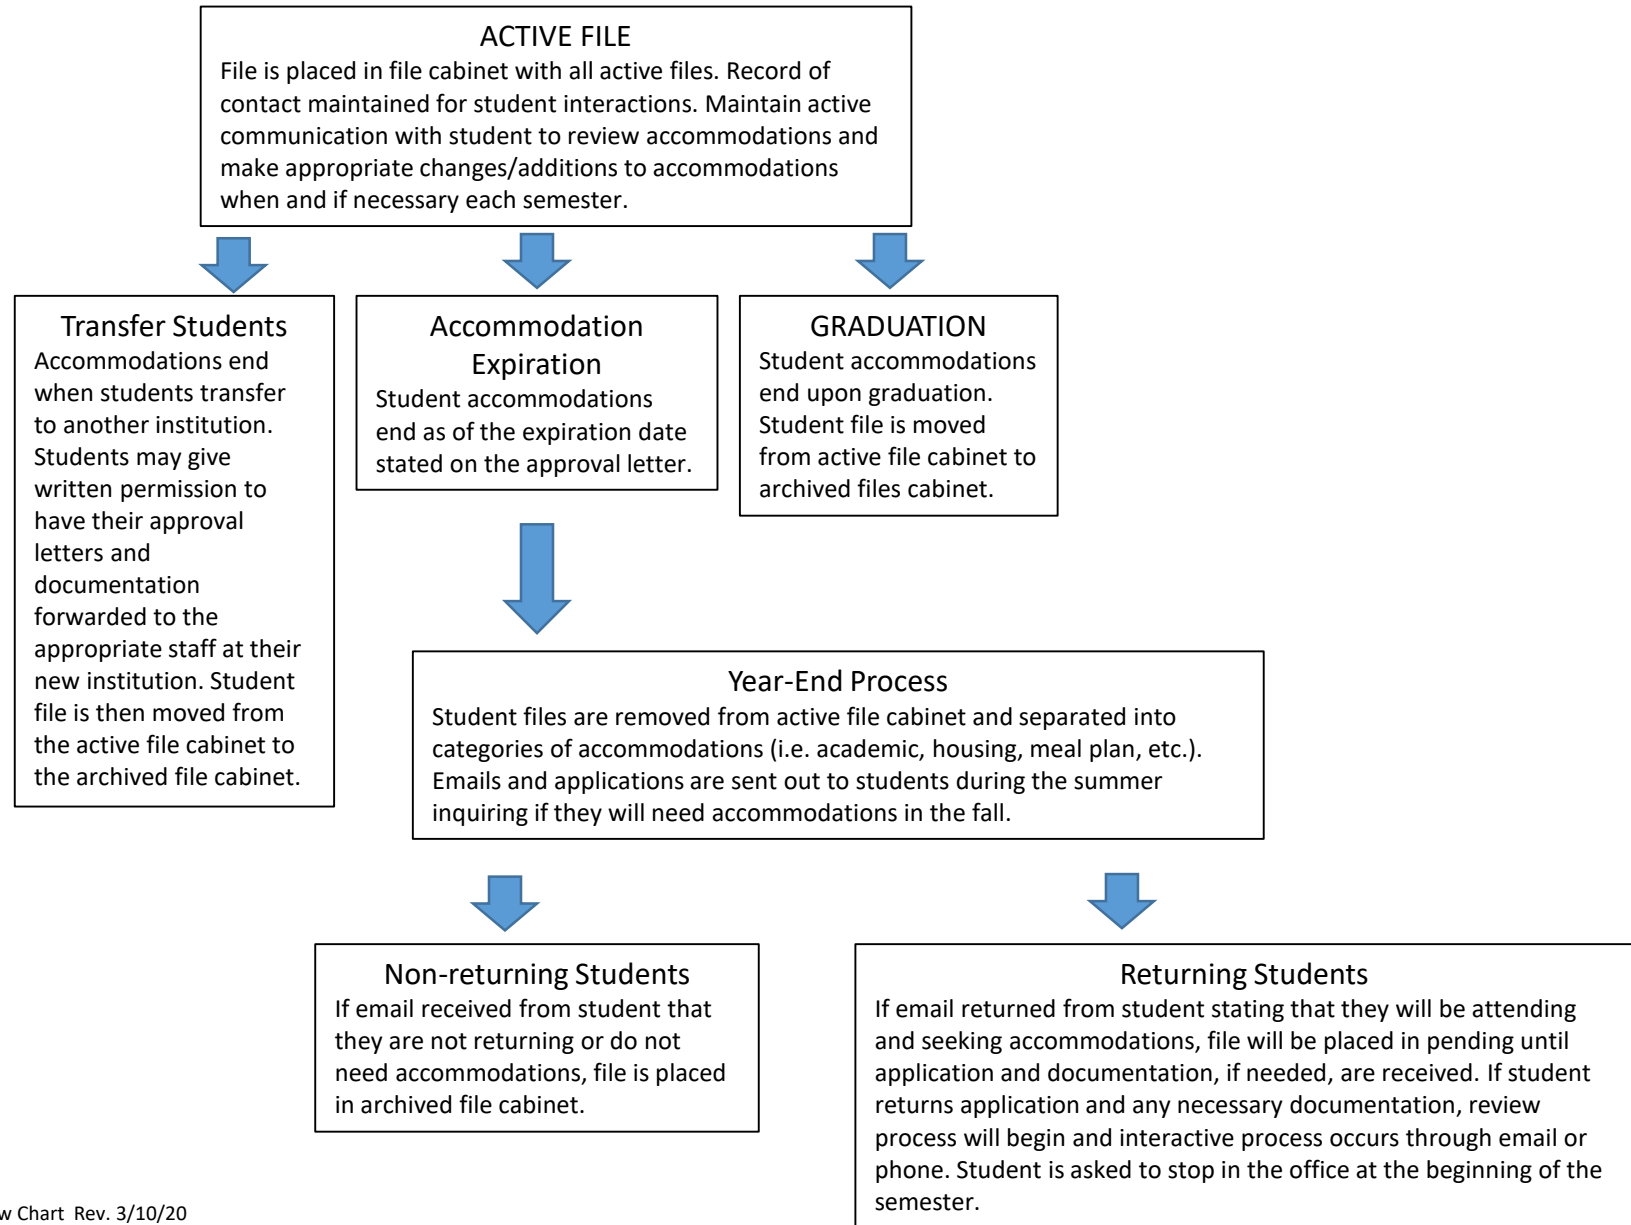 ACTIVE FILE
File is placed in file cabinet with all active files. Record of
contact maintained for student interactions. Maintain active
communication with student to review accommodations and
make appropriate changes/additions to accommodations
when and if necessary each semester.
Transfer Students
Accommodations end
when students transfer
to another institution.
Students may give
written permission to
have their approval
letters and
documentation
forwarded to the
appropriate staff at their
new institution. Student
file is then moved from
the active file cabinet to
the archived file cabinet.
Accommodation
Expiration
Student accommodations
end as of the expiration date
stated on the approval letter.
GRADUATION
Student accommodations
end upon graduation.
Student file is moved
from active file cabinet to
archived files cabinet.
Year-End Process
Student files are removed from active file cabinet and separated into
categories of accommodations (i.e. academic, housing, meal plan, etc.).
Emails and applications are sent out to students during the summer
inquiring if they will need accommodations in the fall.
Non-returning Students
If email received from student that
they are not returning or do not
need accommodations, file is placed
in archived file cabinet.
Returning Students
If email returned from student stating that they will be attending
and seeking accommodations, file will be placed in pending until
application and documentation, if needed, are received. If student
returns application and any necessary documentation, review
process will begin and interactive process occurs through email or
phone. Student is asked to stop in the office at the beginning of the
semester.
w Chart Rev. 3/10/20